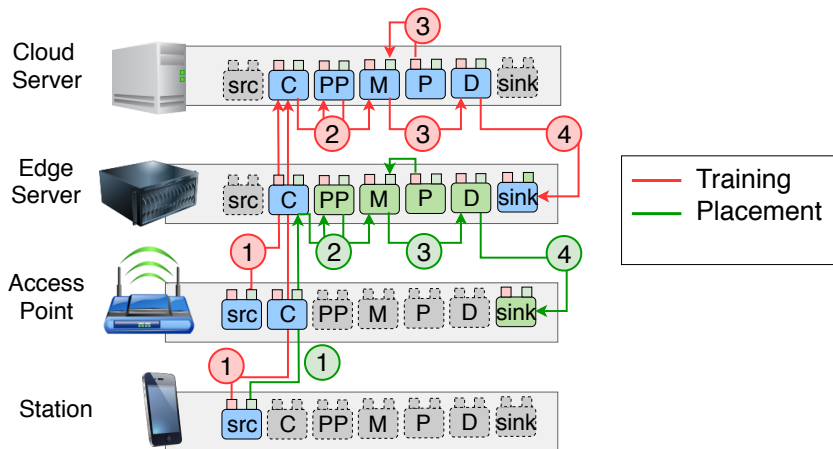 3
Cloud
Server
src C PP M P D sink
2 3 4
Edge
Server
src C PP M P D sink
Training
Placement
1 2 3 4
Access
Point
src C PP M P D sink
1 1
Station
src C PP M P D sink